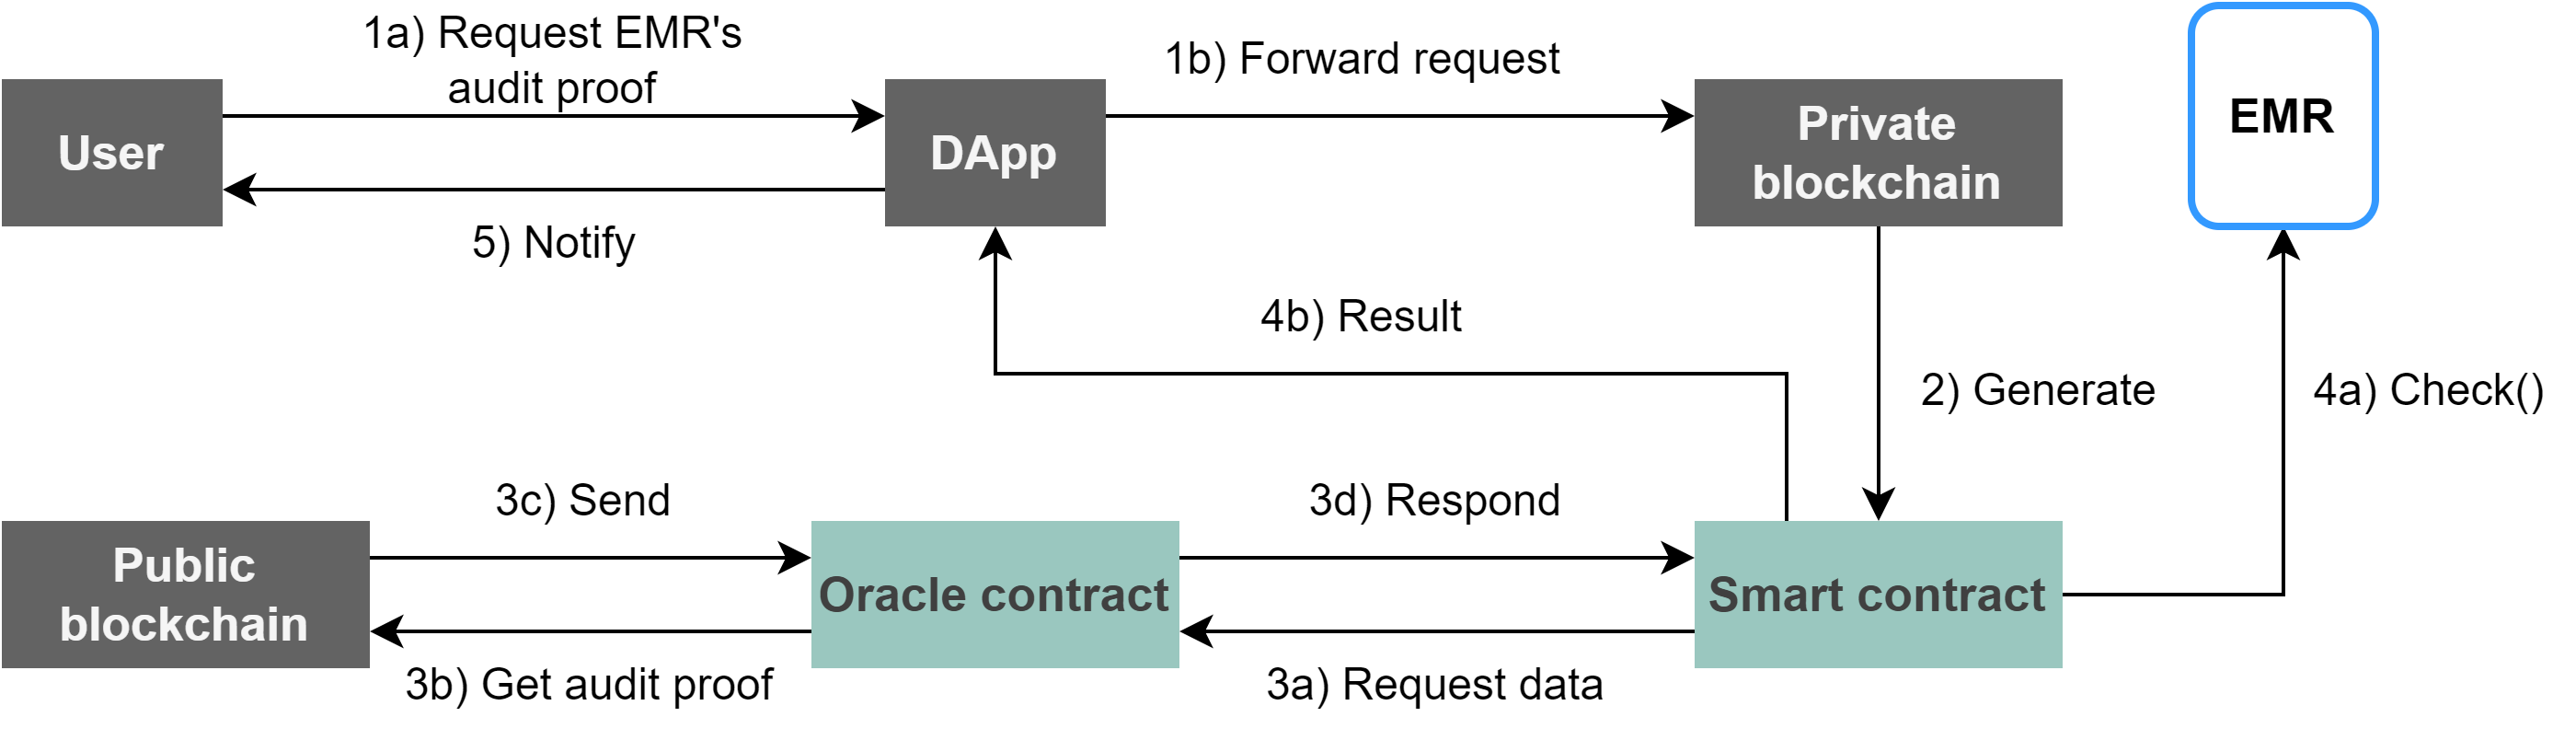 1a) Request EMR's
audit proof
1b) Forward request
User
DApp
Private
blockchain
EMR
5) Notify
4b) Result
2) Generate
4a) Check()
3c) Send
3d) Respond
Public
blockchain
Oracle contract
Smart contract
3b) Get audit proof
3a) Request data